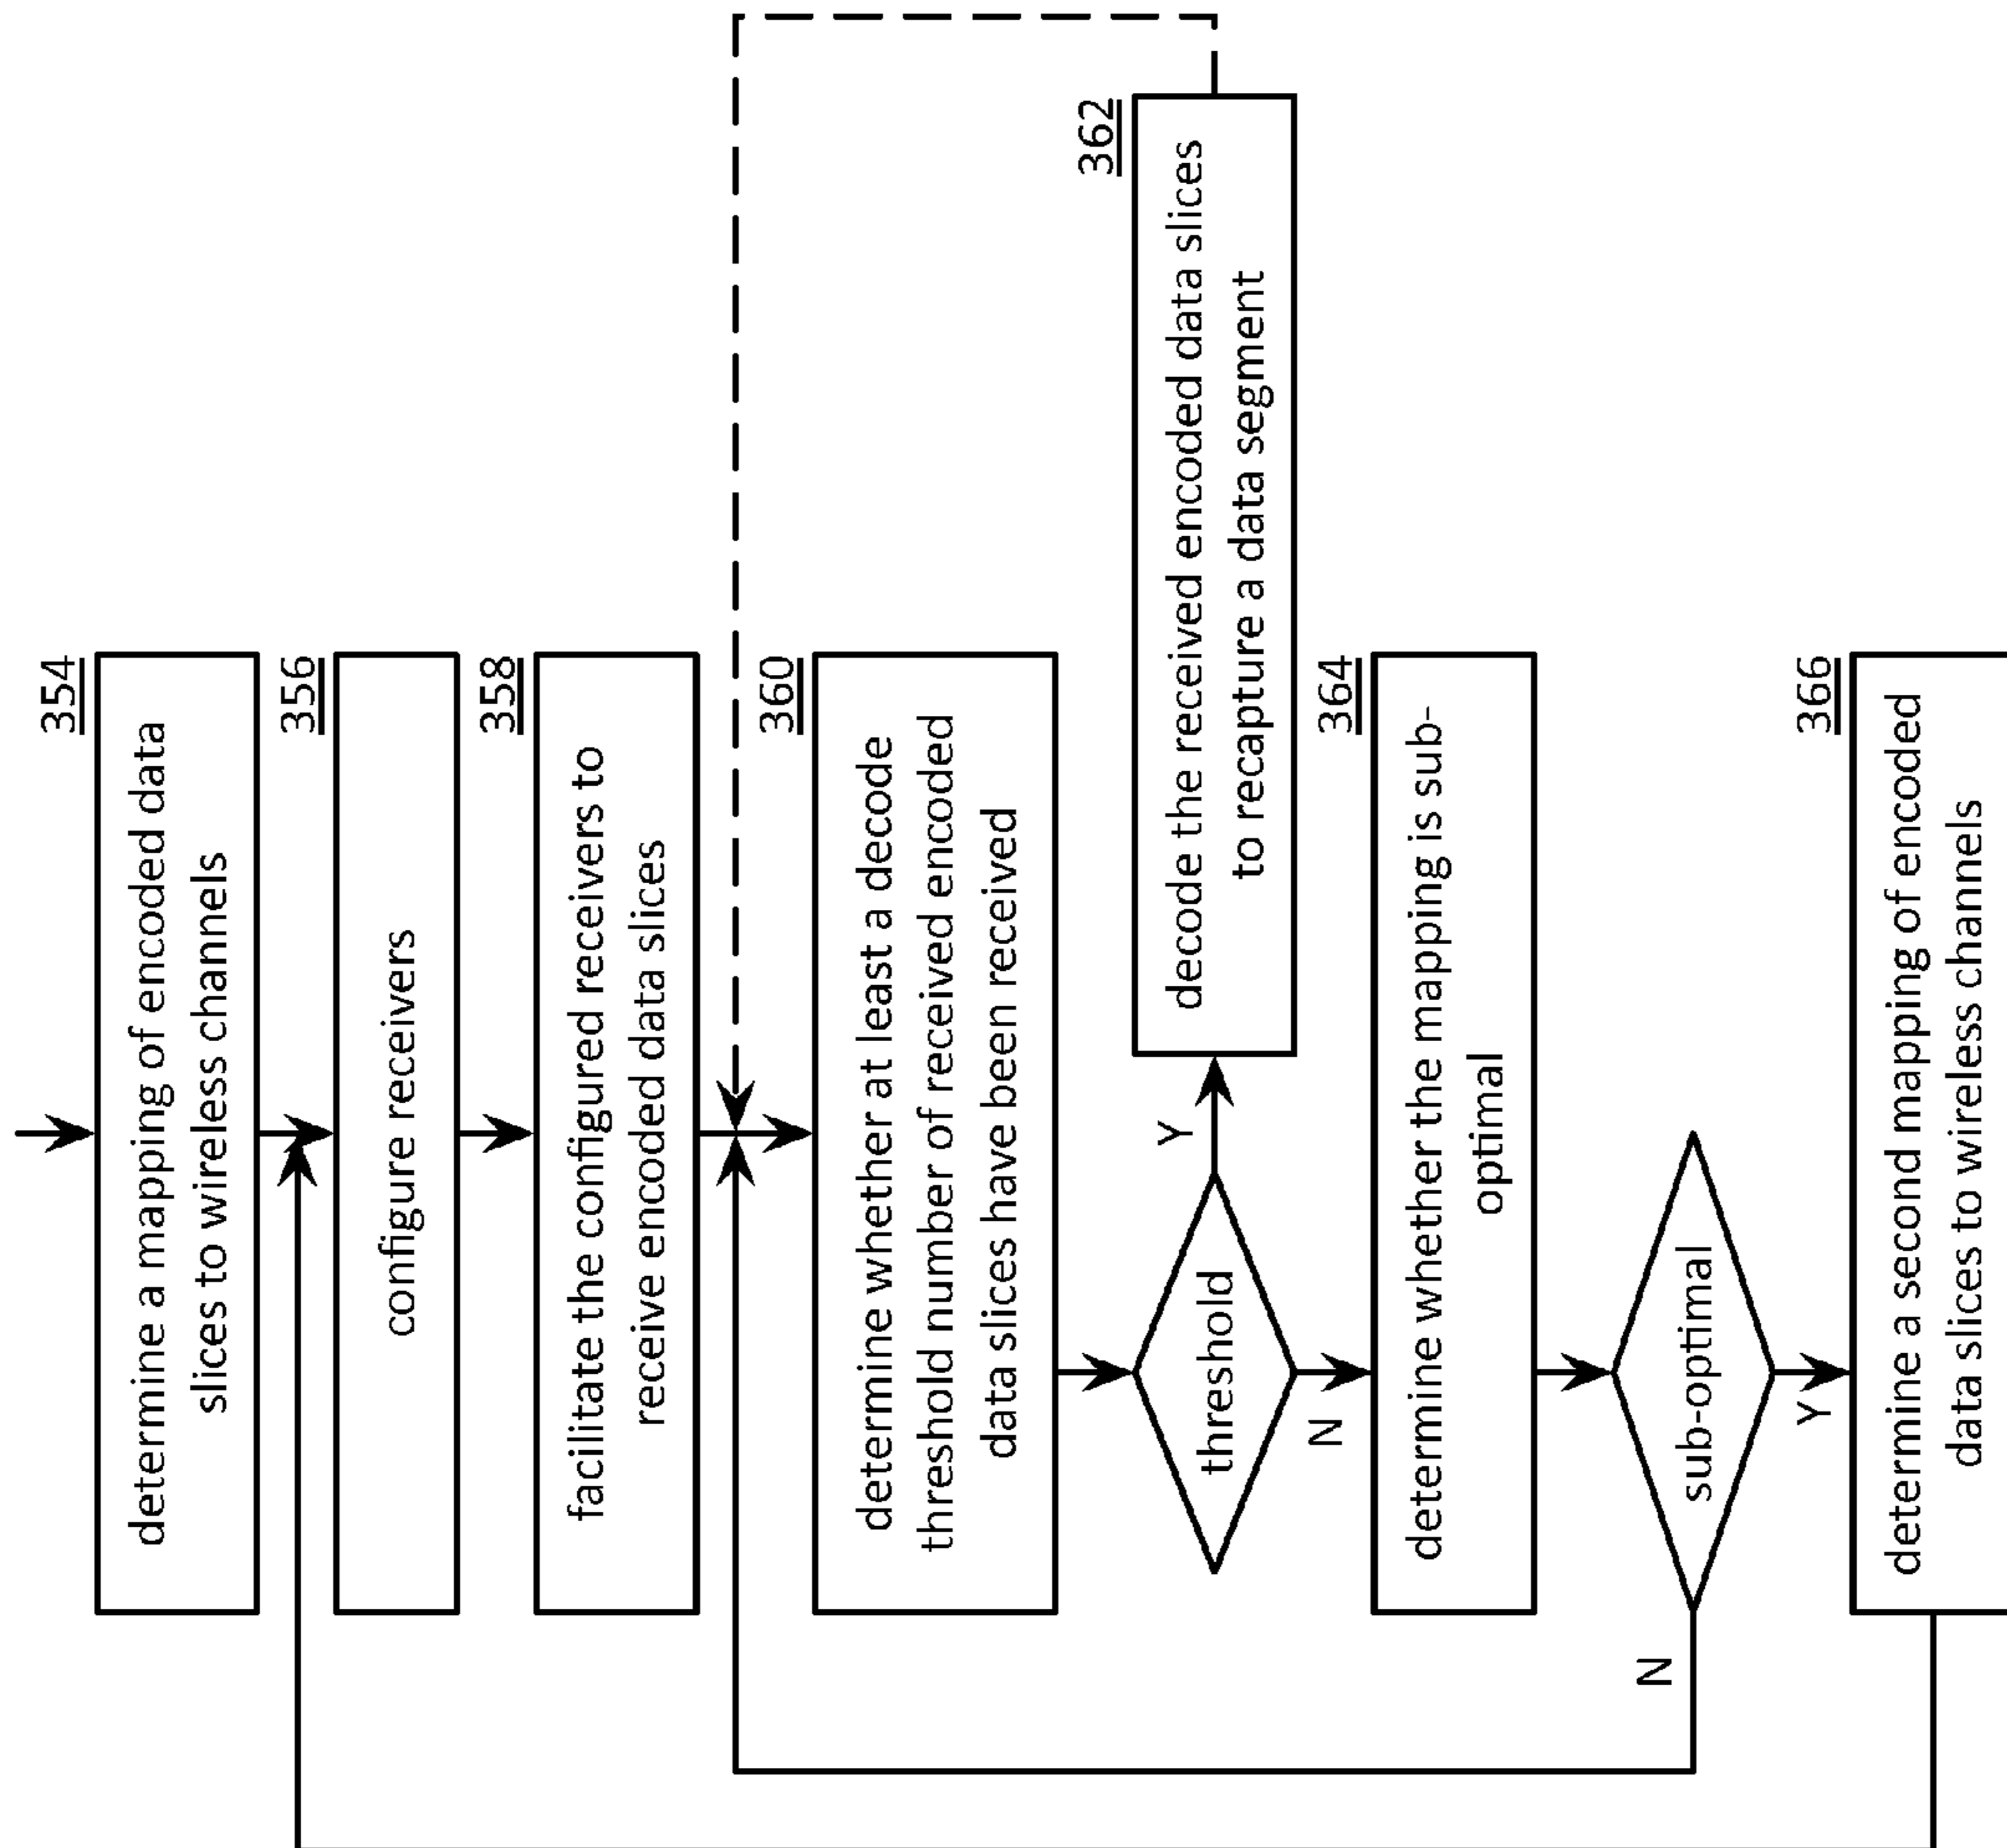 354
determine a mapping of encoded data
slices to wireless channels
356
configure receivers
358
facilitate the configured receivers to
receive encoded data slices
360
determine whether at least a decode
threshold number of received encoded
data slices have been received
threshold
Y
N
362
decode the received encoded data slices
to recapture a data segment
364
determine whether the mapping is sub-
optimal
sub-optimal
N
Y
366
determine a second mapping of encoded
data slices to wireless channels